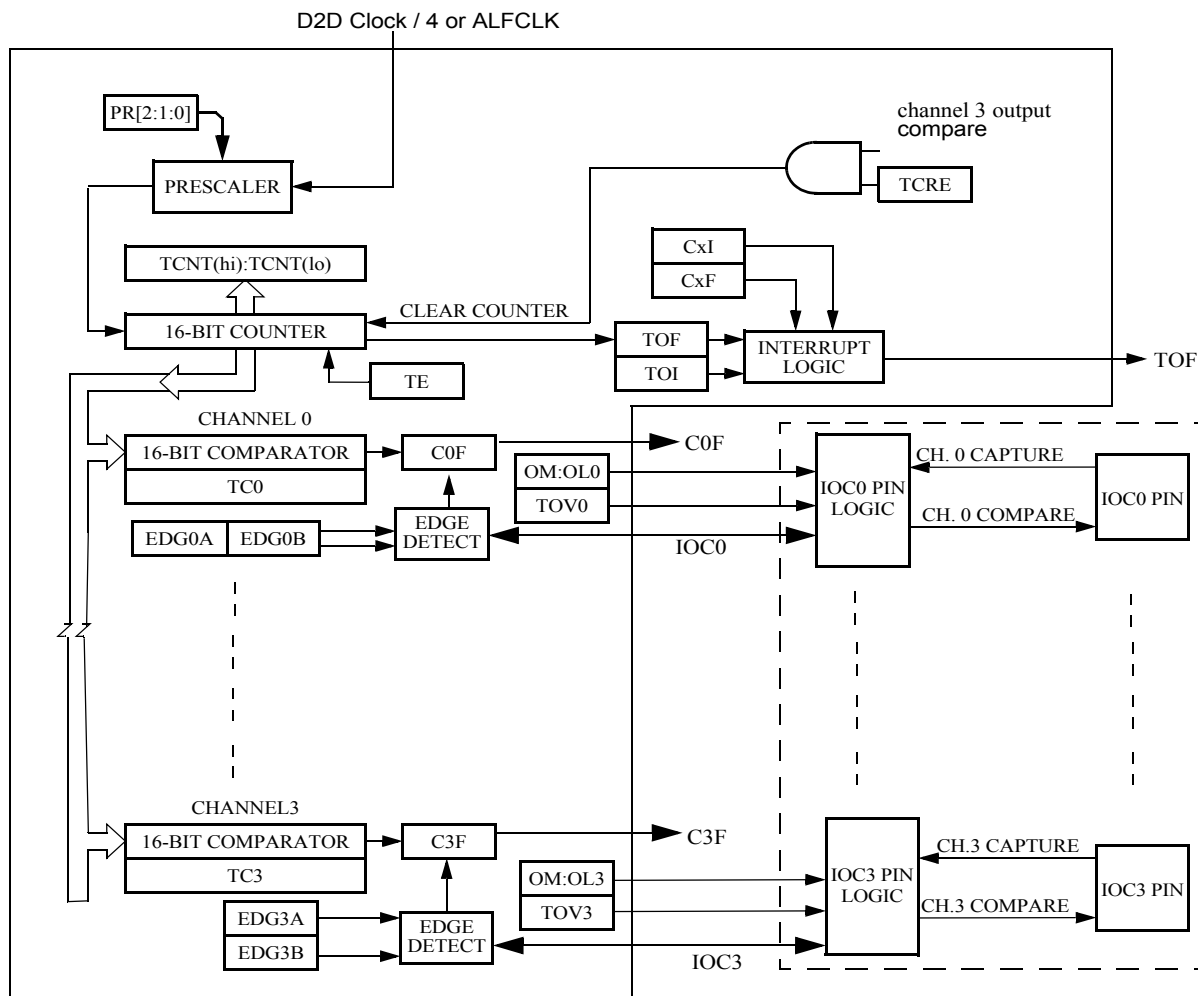 D2D Clock / 4 or ALFCLK
PR[2:1:0]
channel 3 output
compare
PRESCALER
TCRE
CxI
TCNT(hi):TCNT(lo)
CxF
CLEAR COUNTER
16-BIT COUNTER
TOF
INTERRUPT
LOGIC
TOF
TOI
TE
CHANNEL 0
16-BIT COMPARATOR
C0F
C0F
TC0
OM:OL0
TOV0
IOC0 PIN
LOGIC
CH. 0 CAPTURE
IOC0 PIN
CH. 0 COMPARE
EDG0A
EDG0B
EDGE
DETECT
IOC0
CHANNEL3
16-BIT COMPARATOR
C3F
C3F
TC3
OM:OL3
TOV3
IOC3 PIN
LOGIC
CH.3 CAPTURE
IOC3 PIN
CH.3 COMPARE
EDG3A
EDG3B
EDGE
DETECT
IOC3